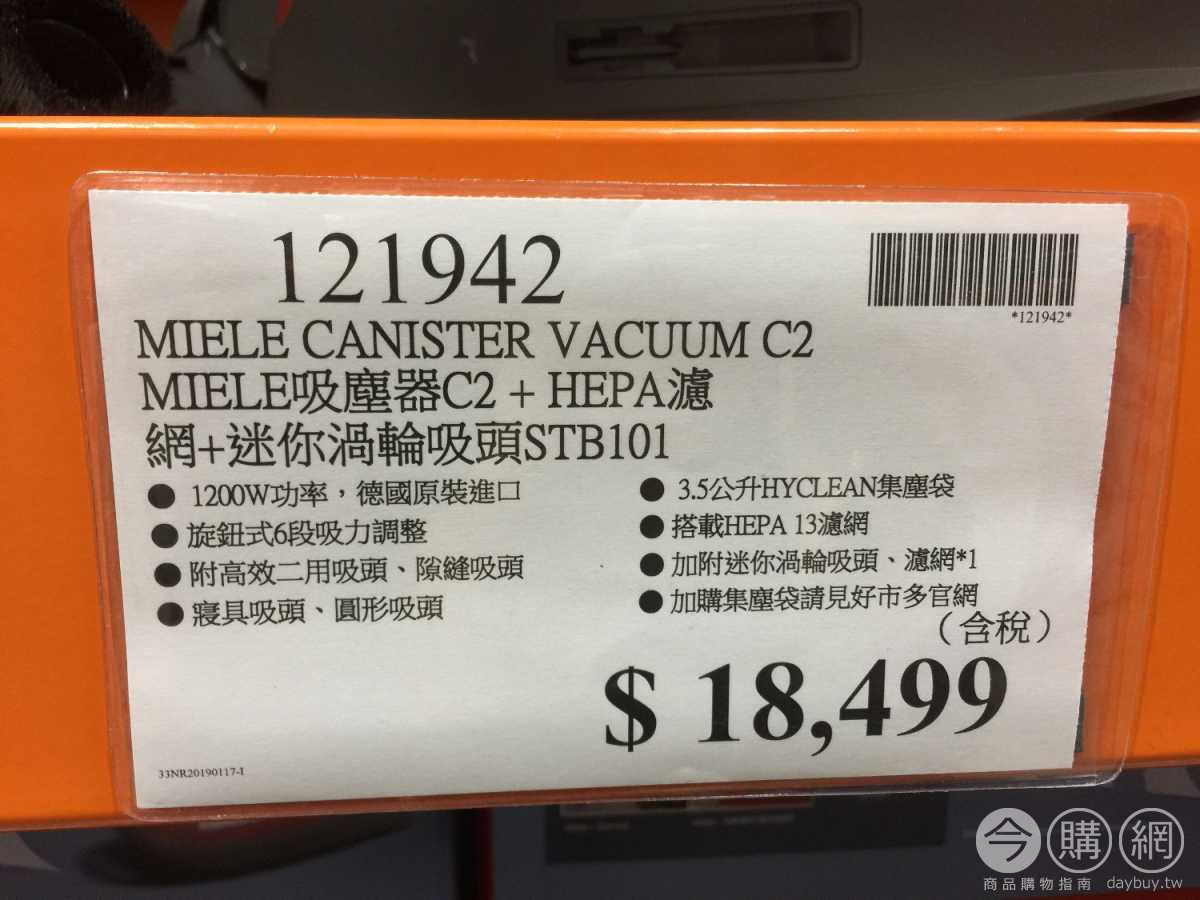 121942
*121942*
MIELE CANISTER VACUUM C2
MIELE吸塵器C2 + HEPA濾
網+迷你渦輪吸頭STB101
● 1200W功率，德國原裝進口
● 旋鈕式6段吸力調整
● 附高效二用吸頭、隙縫吸頭
● 寢具吸頭、圓形吸頭
● 3.5公升HYCLEAN集塵袋
● 搭載HEPA 13濾網
● 加附迷你渦輪吸頭、濾網*1
● 加購集塵袋請見好市多官網
（含稅）
$ 18,499
33NR20190117-I
今購網
商品購物指南 daybuy.tw